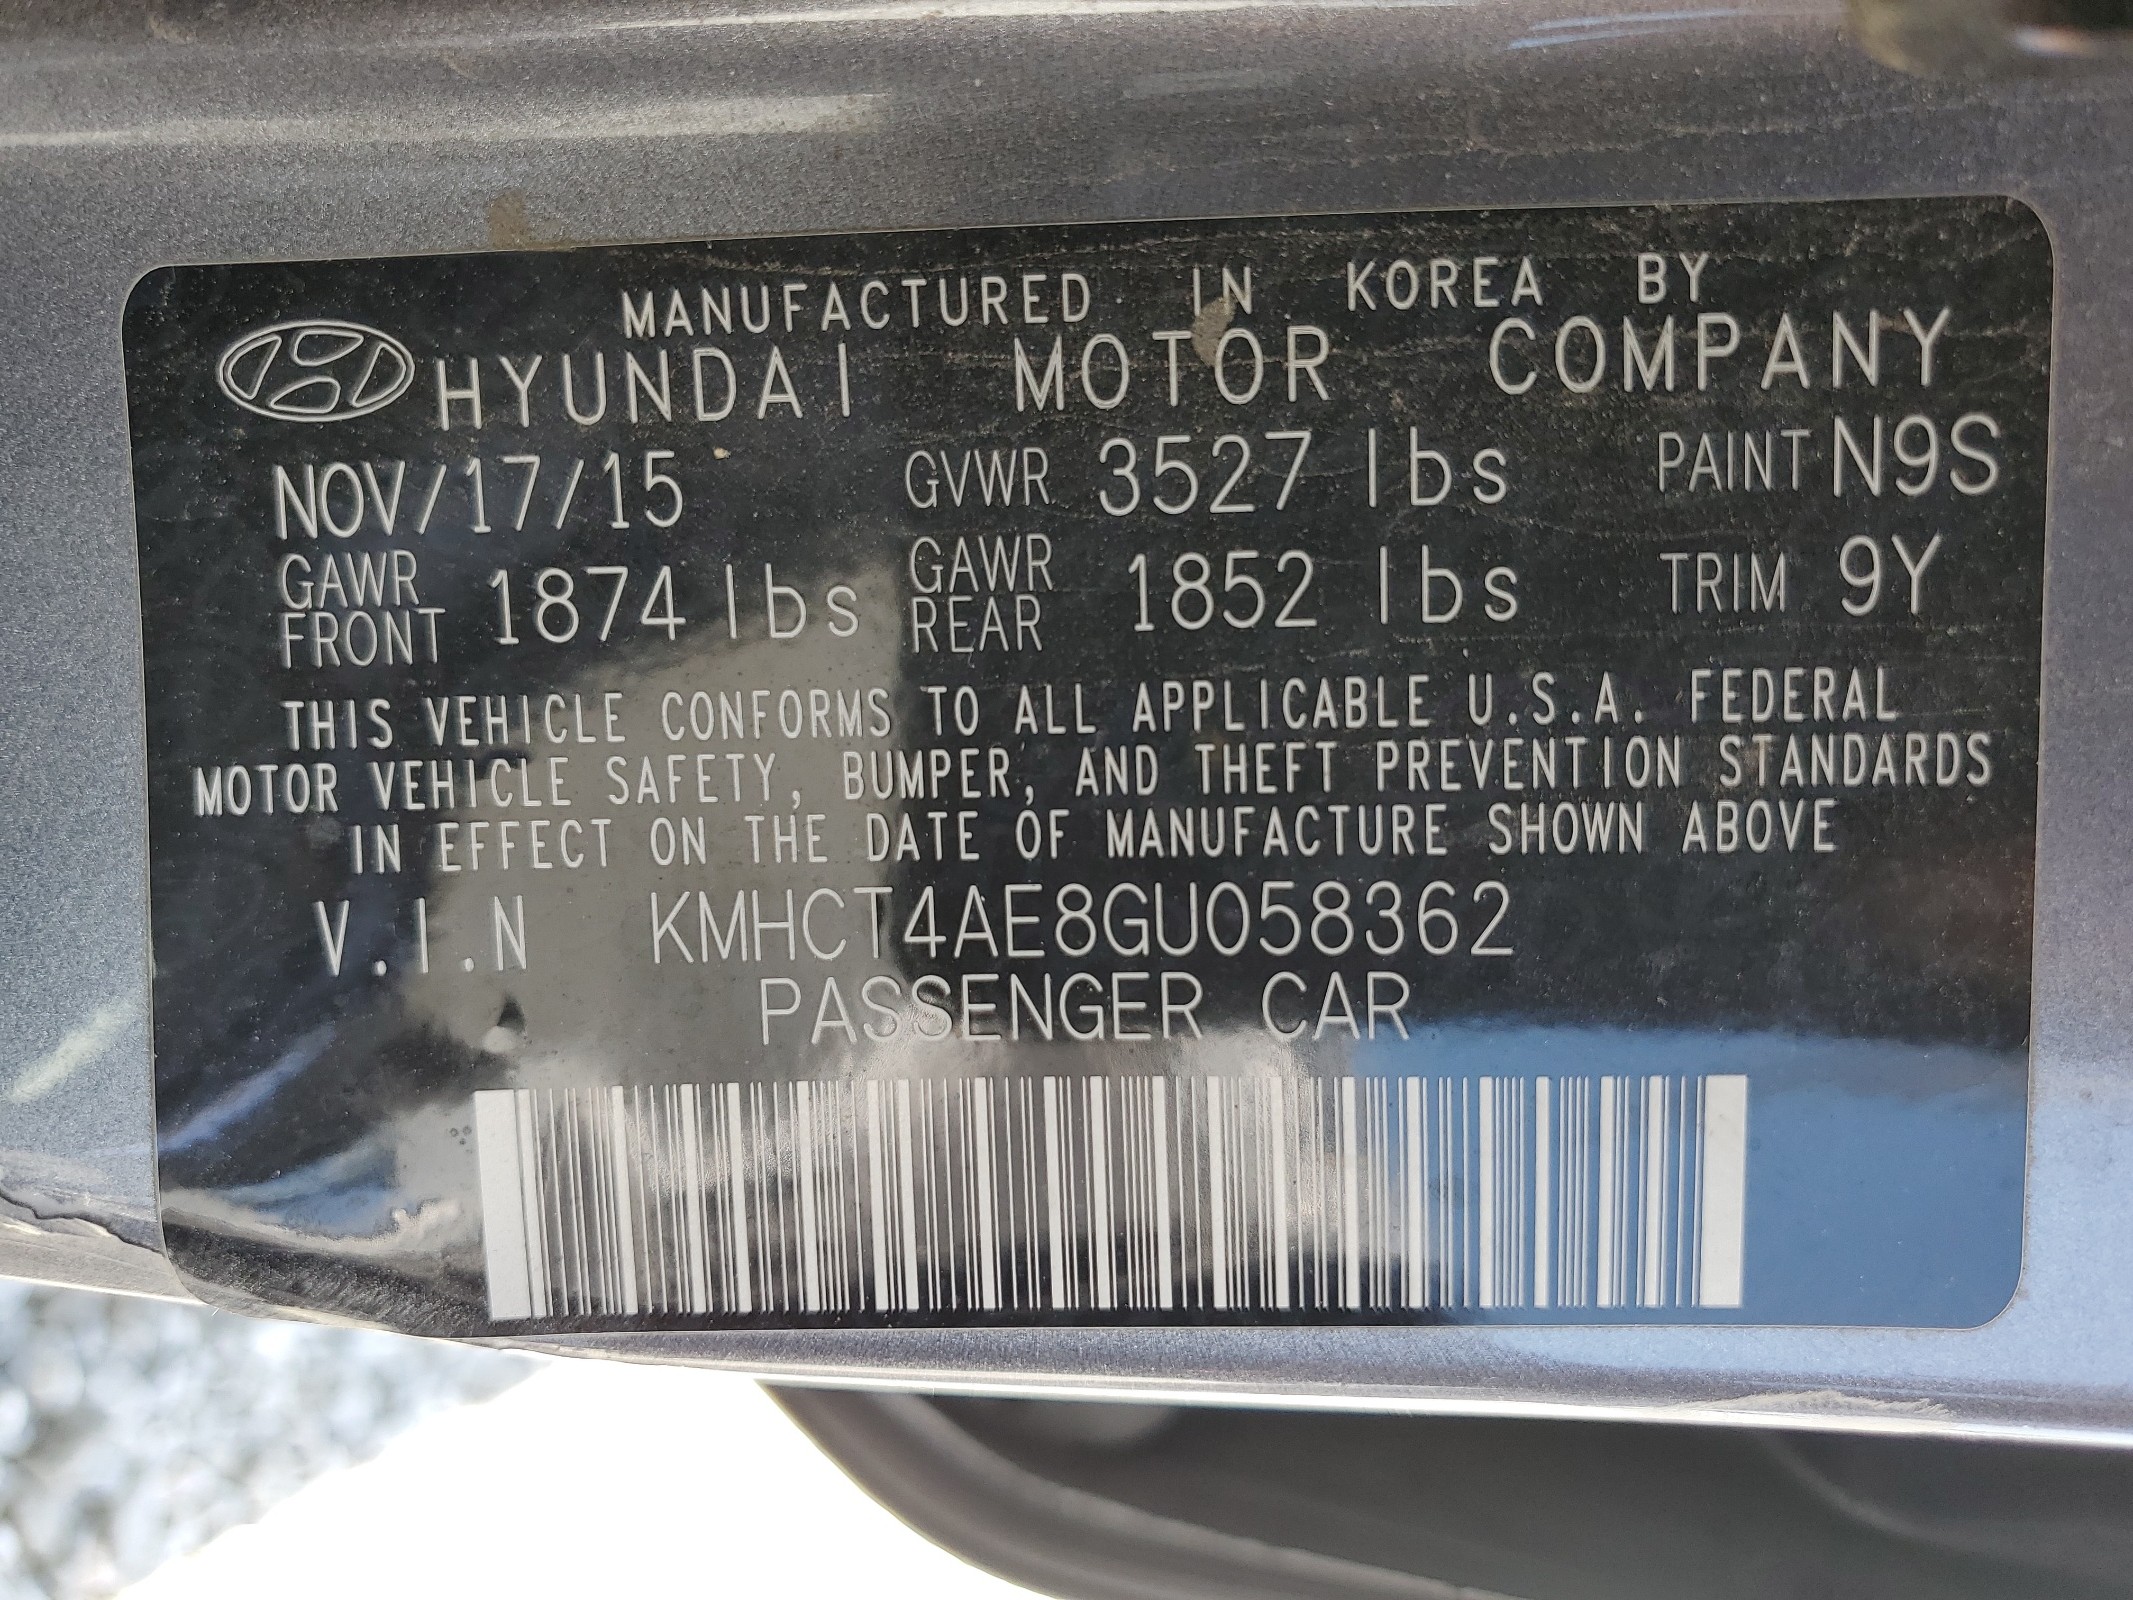 MANUFACTURED IN KOREA BY
HYUNDAI MOTOR COMPANY
NOV/17/15 GVWR 3527 lbs PAINT N9S
GAWR FRONT 1874 lbs GAWR REAR 1852 lbs TRIM 9Y
THIS VEHICLE CONFORMS TO ALL APPLICABLE U.S.A. FEDERAL
MOTOR VEHICLE SAFETY, BUMPER, AND THEFT PREVENTION STANDARDS
IN EFFECT ON THE DATE OF MANUFACTURE SHOWN ABOVE
V.I.N KMHCT4AE8GU058362
PASSENGER CAR